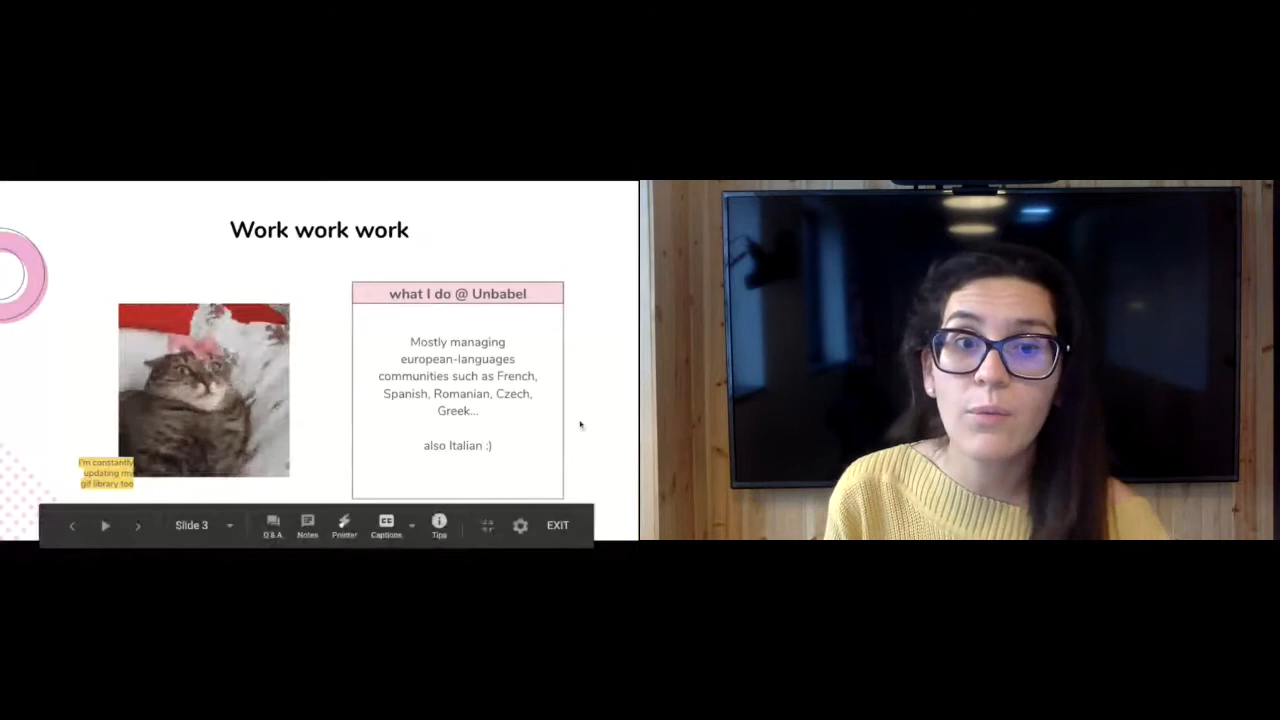 Work work work
what I do @ Unbabel
Mostly managing
european-languages
communities such as French,
Spanish, Romanian, Czech,
Greek...
also Italian :)
I'm constantly
updating my
gif library too
Slide 3
Q&A
Notes
Pointer
Captions
Tips
EXIT
CC